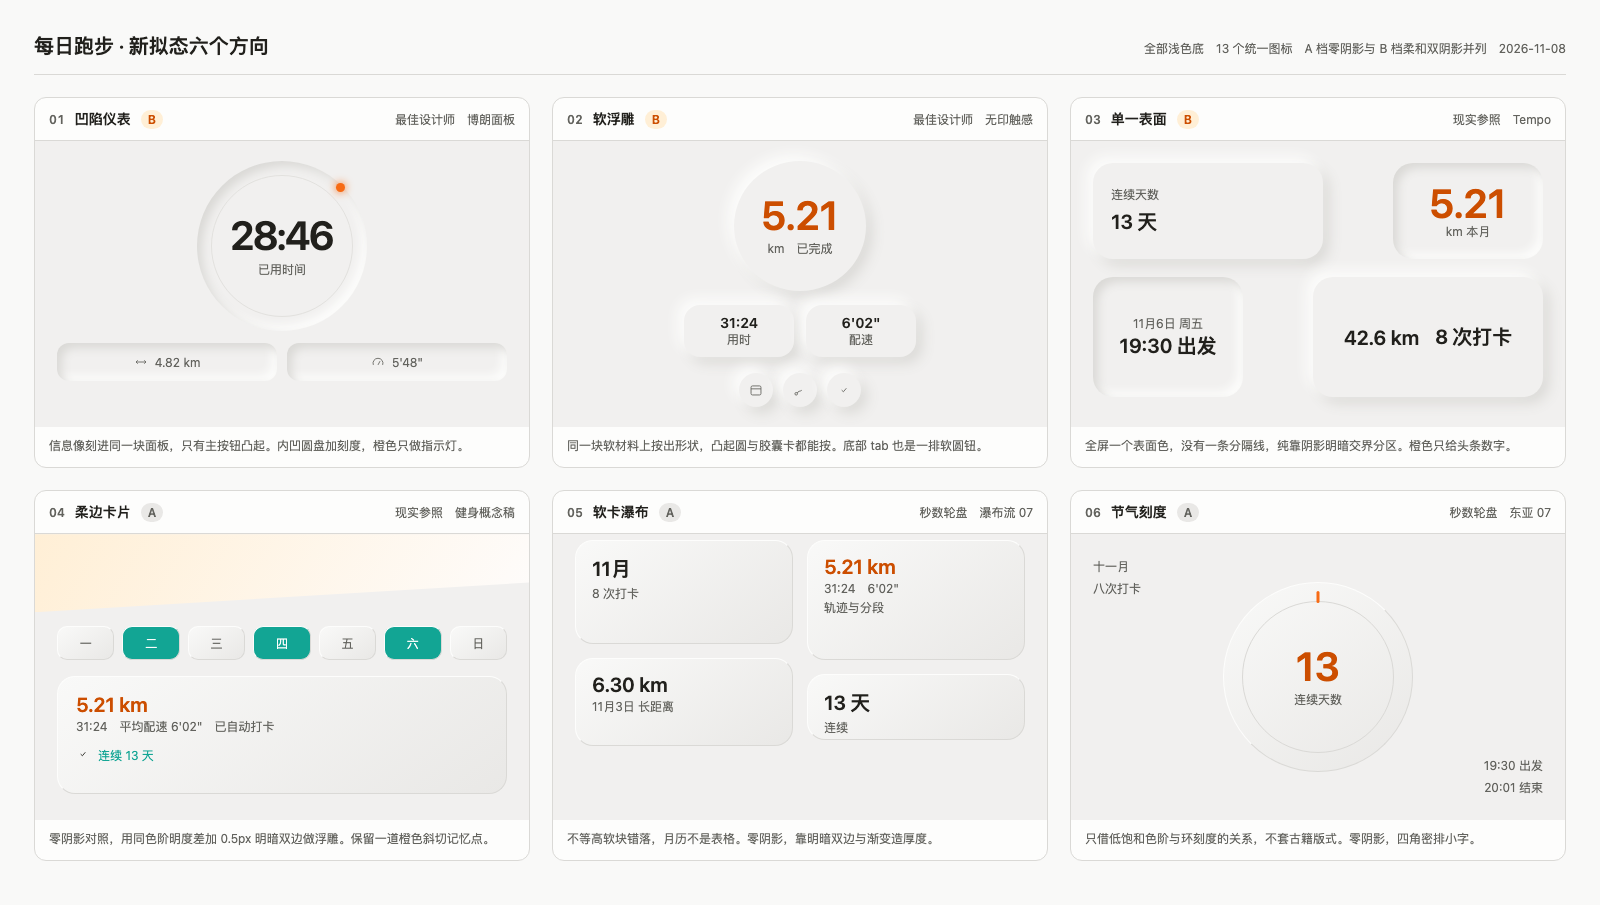 每日跑步 · 新拟态六个方向
全部浅色底 13 个统一图标 A 档零阴影与 B 档柔和双阴影并列 2026-11-08
01 凹陷仪表 B 最佳设计师 博朗面板
28:46
已用时间
4.82 km 5'48"
信息像刻进同一块面板，只有主按钮凸起。内凹圆盘加刻度，橙色只做指示灯。
02 软浮雕 B 最佳设计师 无印触感
5.21
km 已完成
31:24 6'02"
用时 配速
同一块软材料上按出形状，凸起圆与胶囊卡都能按。底部 tab 也是一排软圆钮。
03 单一表面 B 现实参照 Tempo
连续天数
13 天
5.21
km 本月
11月6日 周五
19:30 出发
42.6 km 8 次打卡
全屏一个表面色，没有一条分隔线，纯靠阴影明暗交界分区。橙色只给头条数字。
04 柔边卡片 A 现实参照 健身概念稿
一 二 三 四 五 六 日
5.21 km
31:24 平均配速 6'02" 已自动打卡
连续 13 天
零阴影对照，用同色阶明度差加 0.5px 明暗双边做浮雕。保留一道橙色斜切记忆点。
05 软卡瀑布 A 秒数轮盘 瀑布流 07
11月
8 次打卡
5.21 km
31:24 6'02"
轨迹与分段
6.30 km
11月3日 长距离
13 天
连续
不等高软块错落，月历不是表格。零阴影，靠明暗双边与渐变造厚度。
06 节气刻度 A 秒数轮盘 东亚 07
十一月
八次打卡
13
连续天数
19:30 出发
20:01 结束
只借低饱和色阶与环刻度的关系，不套古籍版式。零阴影，四角密排小字。